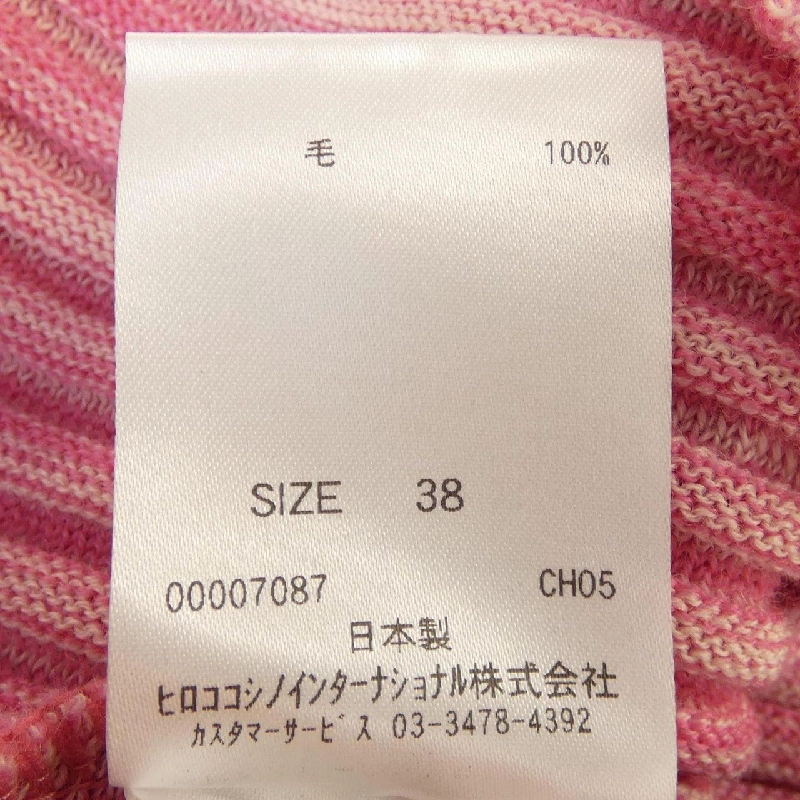 毛 100%
SIZE 38
00007087 CH05
日本製
ヒロココシノインターナショナル株式会社
カスタマーサービス 03-3478-4392